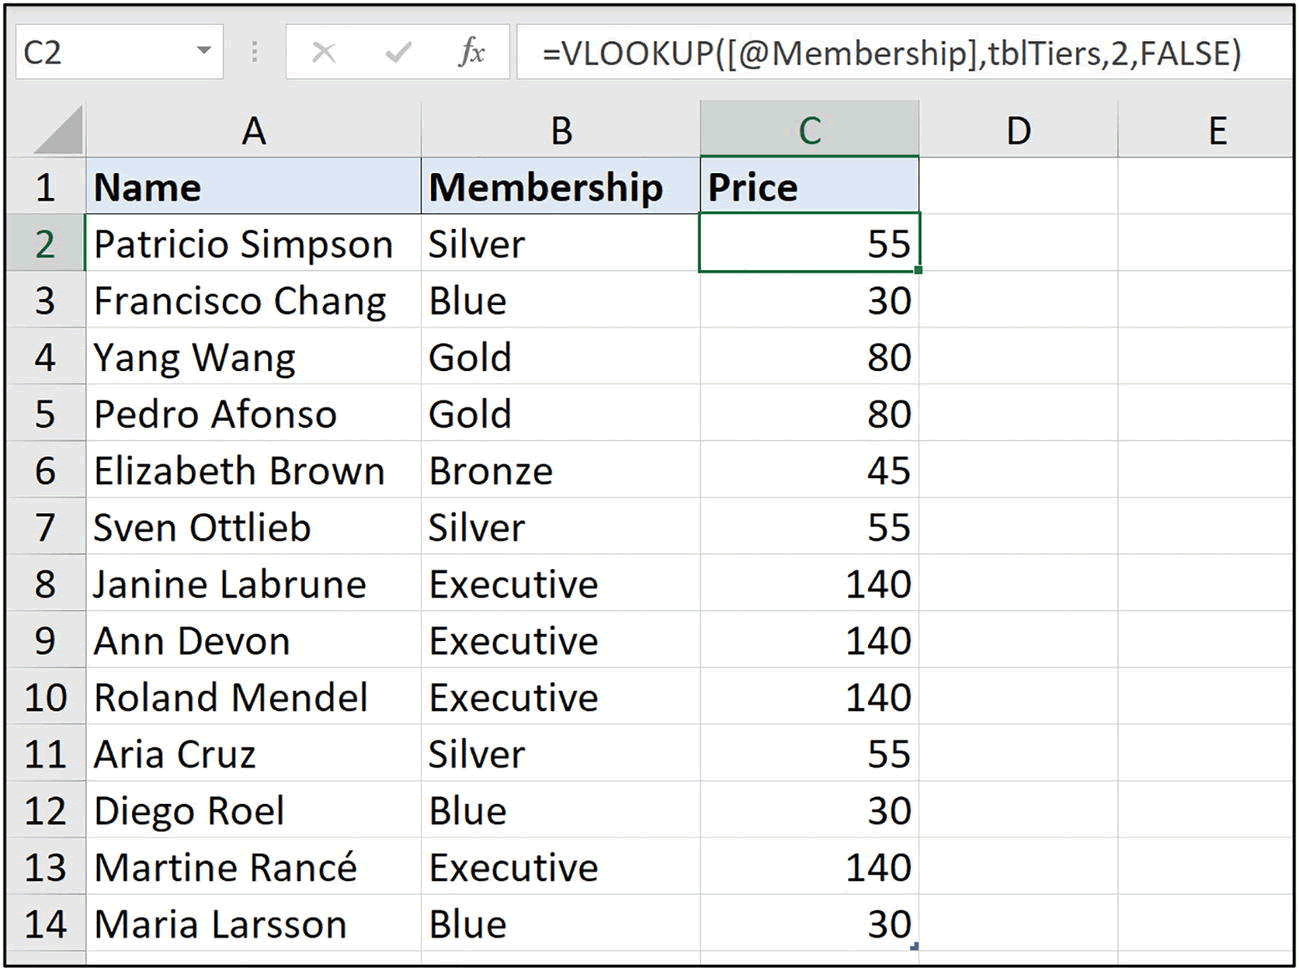 C2 fx =VLOOKUP([@Membership],tblTiers,2,FALSE)
A B C D E
1 Name Membership Price
2 Patricio Simpson Silver 55
3 Francisco Chang Blue 30
4 Yang Wang Gold 80
5 Pedro Afonso Gold 80
6 Elizabeth Brown Bronze 45
7 Sven Ottlieb Silver 55
8 Janine Labrune Executive 140
9 Ann Devon Executive 140
10 Roland Mendel Executive 140
11 Aria Cruz Silver 55
12 Diego Roel Blue 30
13 Martine Rancé Executive 140
14 Maria Larsson Blue 30